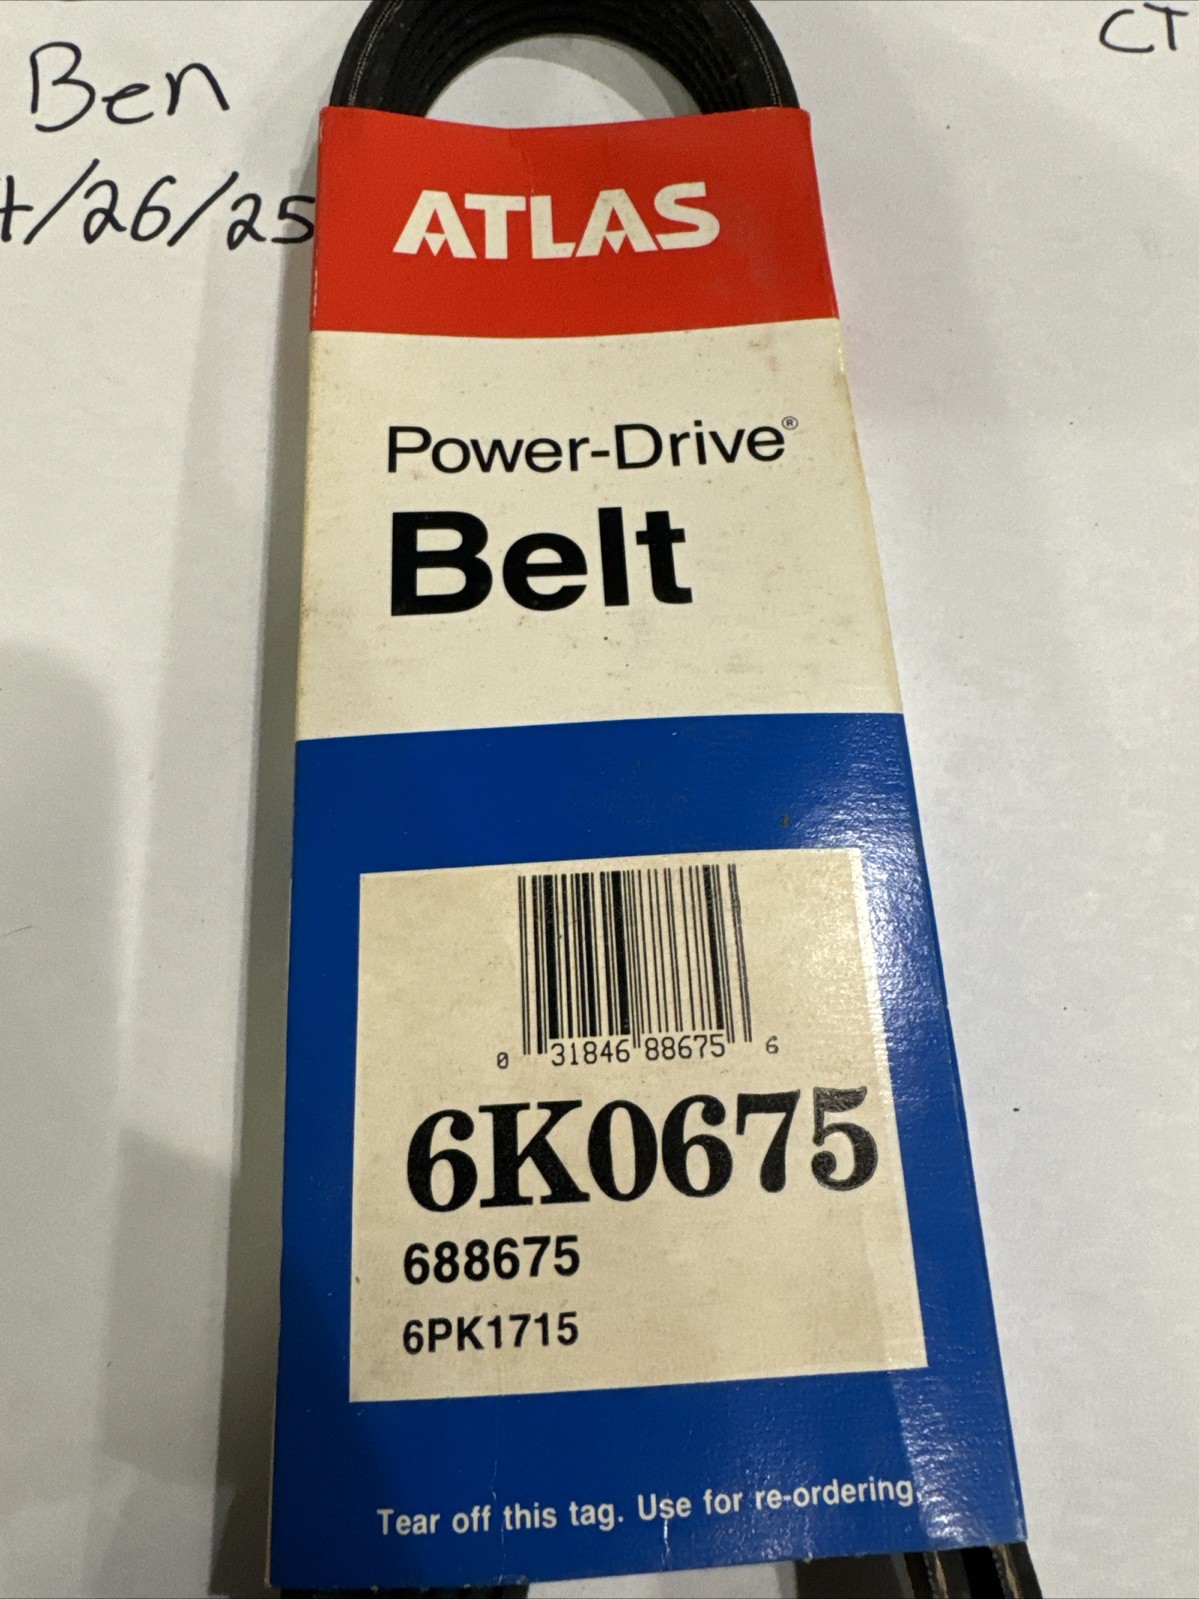 Ben
CT
4/26/25
ATLAS
Power-Drive®
Belt
0 31846 88675 6
6K0675
688675
6PK1715
Tear off this tag. Use for re-ordering.